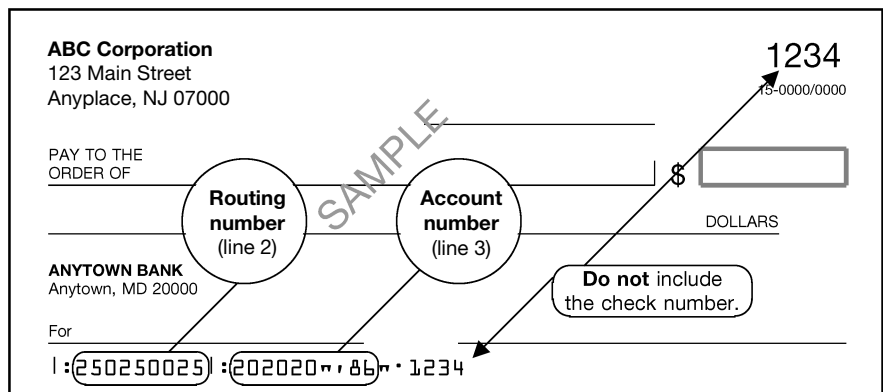 ABC Corporation
123 Main Street
Anyplace, NJ 07000
1234
15-0000/0000
SAMPLE
PAY TO THE
ORDER OF
$
Routing
number
(line 2)
Account
number
(line 3)
DOLLARS
ANYTOWN BANK
Anytown, MD 20000
Do not include
the check number.
For
|:250250025|:202020"'86"· 1234